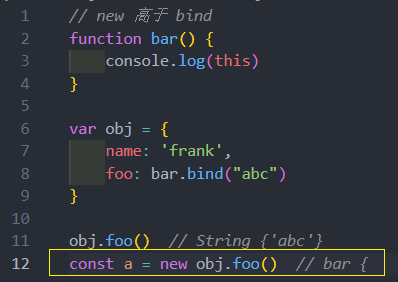 1 // new 高于 bind
2 function bar() {
3 console.log(this)
4 }
5
6 var obj = {
7 name: 'frank',
8 foo: bar.bind("abc")
9 }
10
11 obj.foo() // String {'abc'}
12 const a = new obj.foo() // bar {